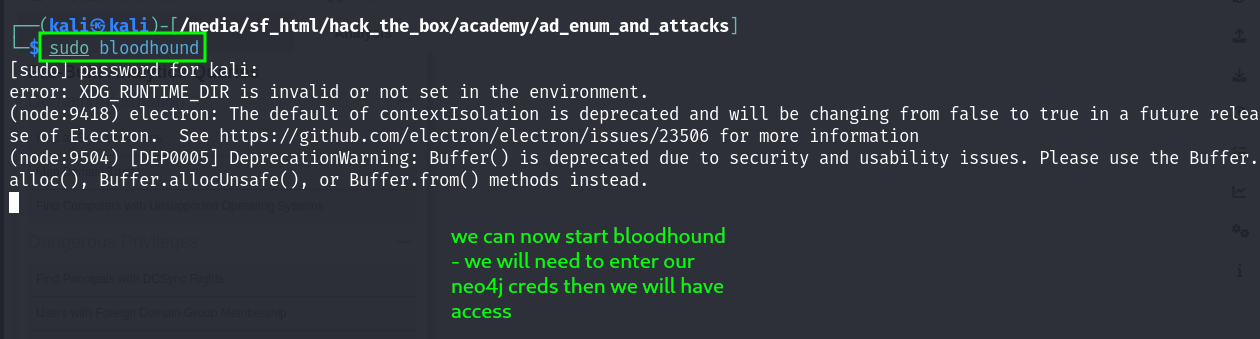 ┌──(kali㉿kali)-[/media/sf_html/hack_the_box/academy/ad_enum_and_attacks]
└─$ sudo bloodhound
[sudo] password for kali:
error: XDG_RUNTIME_DIR is invalid or not set in the environment.
(node:9418) electron: The default of contextIsolation is deprecated and will be changing from false to true in a future relea
se of Electron.  See https://github.com/electron/electron/issues/23506 for more information
(node:9504) [DEP0005] DeprecationWarning: Buffer() is deprecated due to security and usability issues. Please use the Buffer.
alloc(), Buffer.allocUnsafe(), or Buffer.from() methods instead.
Find Computers with Unsupported Operating Systems
Dangerous Privileges
we can now start bloodhound
- we will need to enter our
neo4j creds then we will have
access
Find Principals with DCSync Rights
Users with Foreign Domain Group Membership